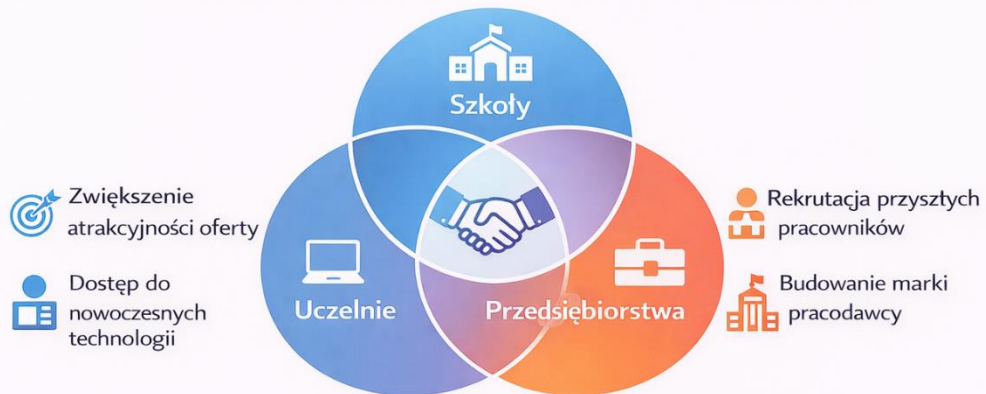 Szkoły
Zwiększenie
atrakcyjności oferty
Dostęp do
nowoczesnych
technologii
Uczelnie
Przedsiębiorstwa
Rekrutacja przyszłych
pracowników
Budowanie marki
pracodawcy